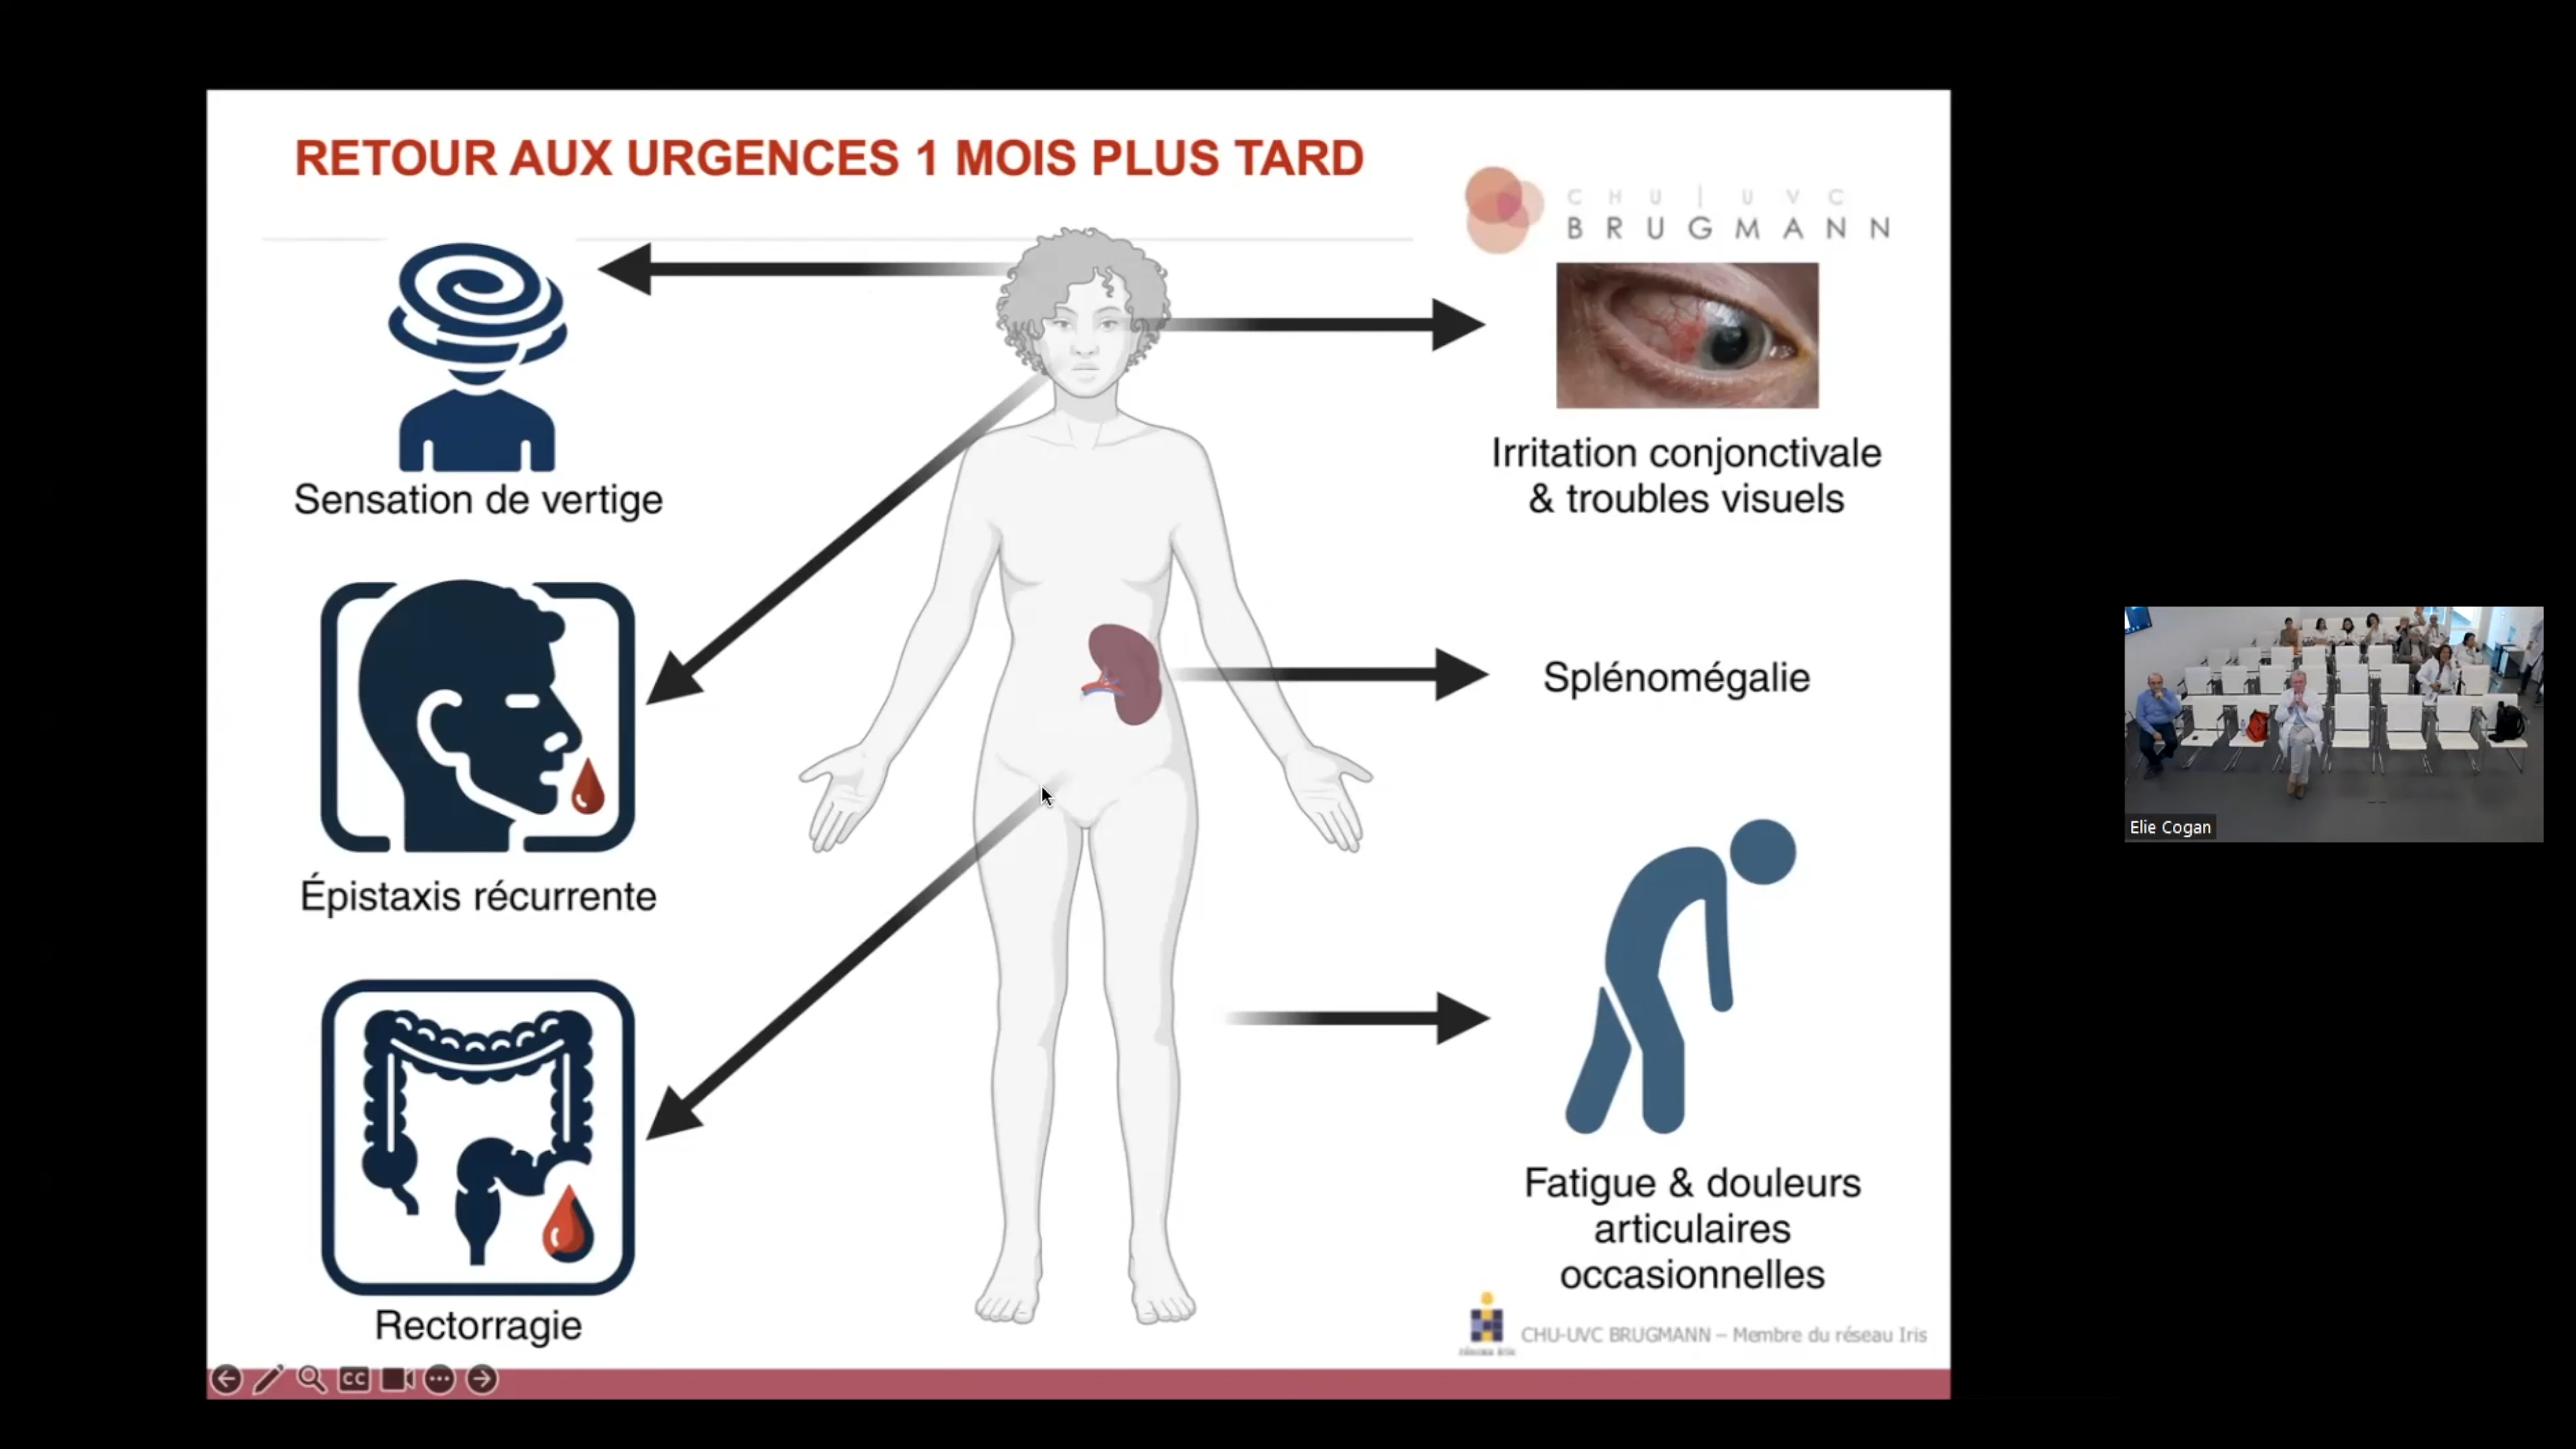 RETOUR AUX URGENCES 1 MOIS PLUS TARD
CHU | UVC
BRUGMANN
Sensation de vertige
Irritation conjonctivale
& troubles visuels
Épistaxis récurrente
Splénomégalie
Rectorragie
Fatigue & douleurs
articulaires
occasionnelles
CHU-UVC BRUGMANN – Membre du réseau Iris
CC
Elie Cogan